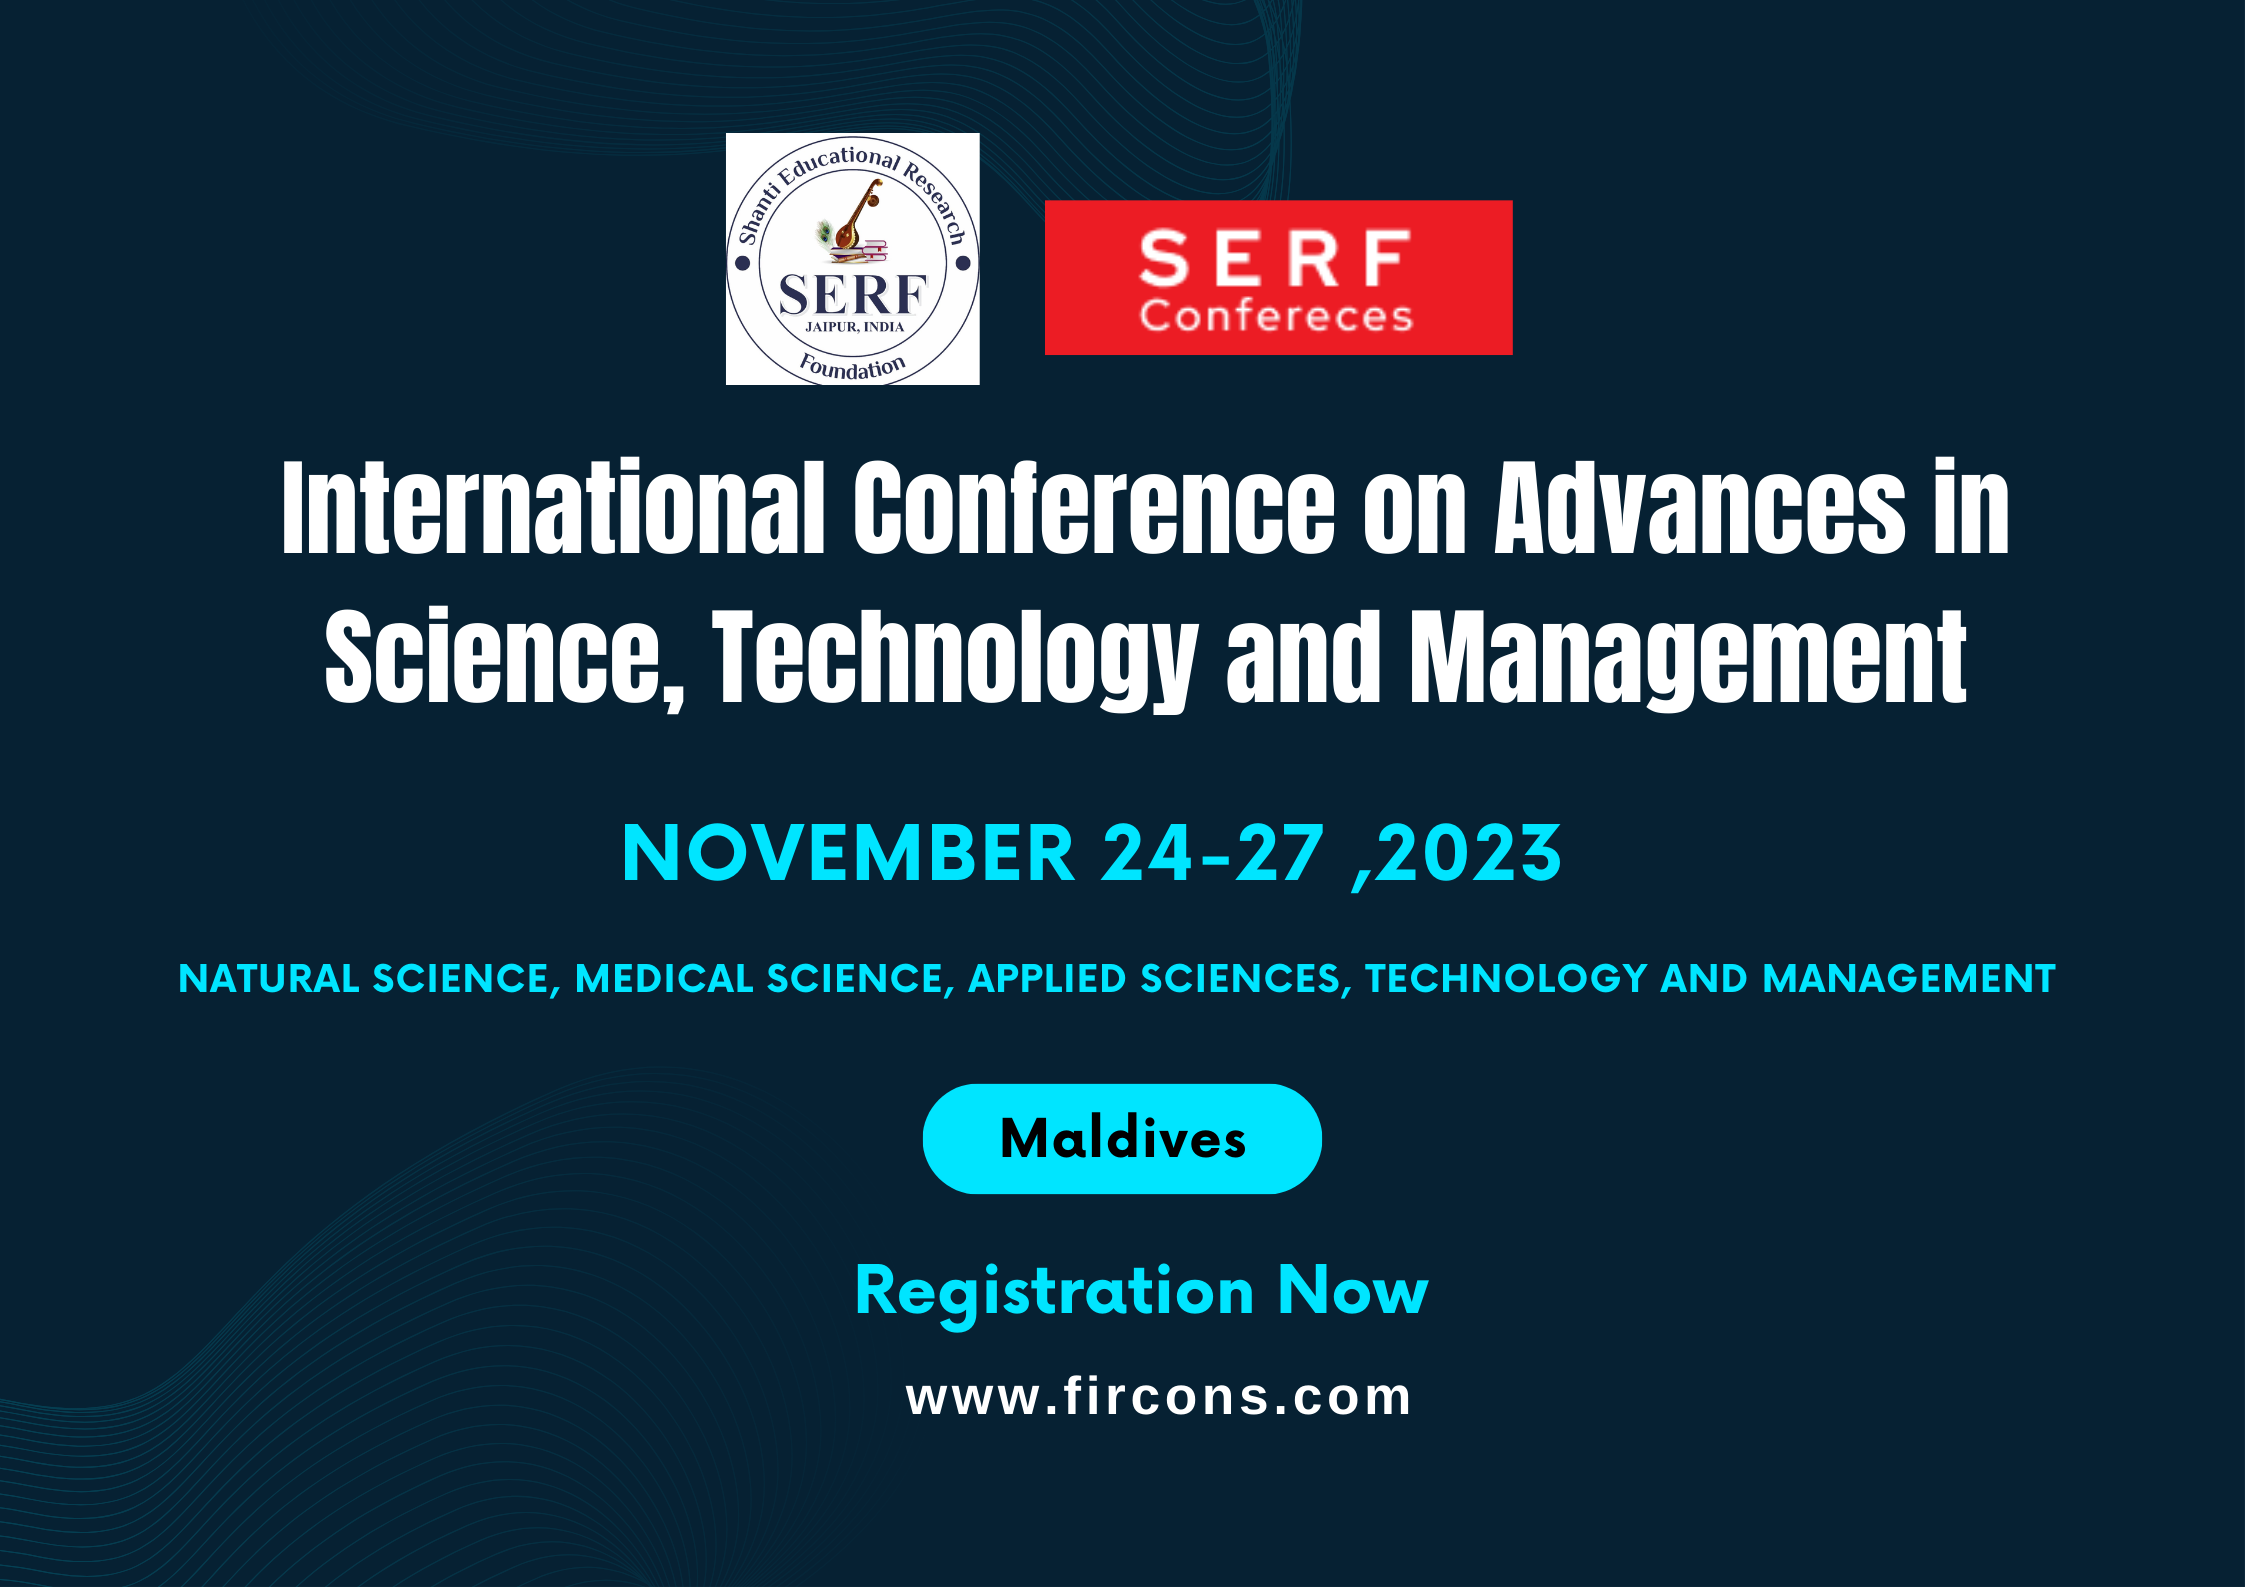 Shanti Educational Research
SERF
JAIPUR, INDIA
Foundation
SERF
Confereces
International Conference on Advances in
Science, Technology and Management
NOVEMBER 24-27 ,2023
NATURAL SCIENCE, MEDICAL SCIENCE, APPLIED SCIENCES, TECHNOLOGY AND MANAGEMENT
Maldives
Registration Now
www.fircons.com